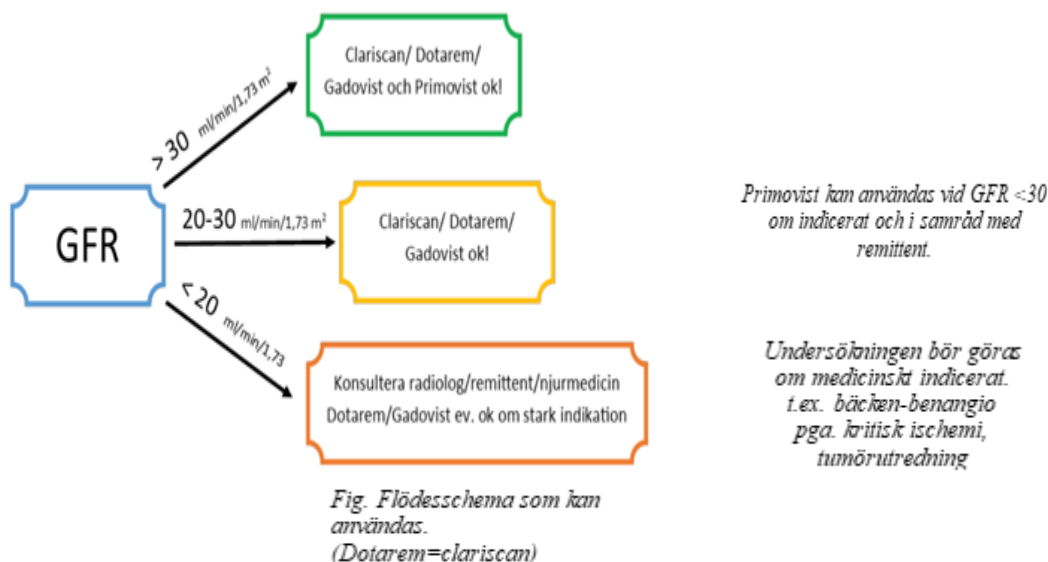 Clariscan/ Dotarem/
Gadovist och Primovist ok!
> 30 ml/min/1,73 m²
GFR
20-30 ml/min/1,73 m²
Clariscan/ Dotarem/
Gadovist ok!
Primovist kan användas vid GFR <30
om indicerat och i samråd med
remittent.
< 20 ml/min/1,73
Konsultera radiolog/remittent/njurmedicin
Dotarem/Gadovist ev. ok om stark indikation
Undersökningen bör göras
om medicinskt indicerat.
t.ex. bäcken-benangio
pga. kritisk ischemi,
tumörutredning
Fig. Flödesschema som kan
användas.
(Dotarem=clariscan)